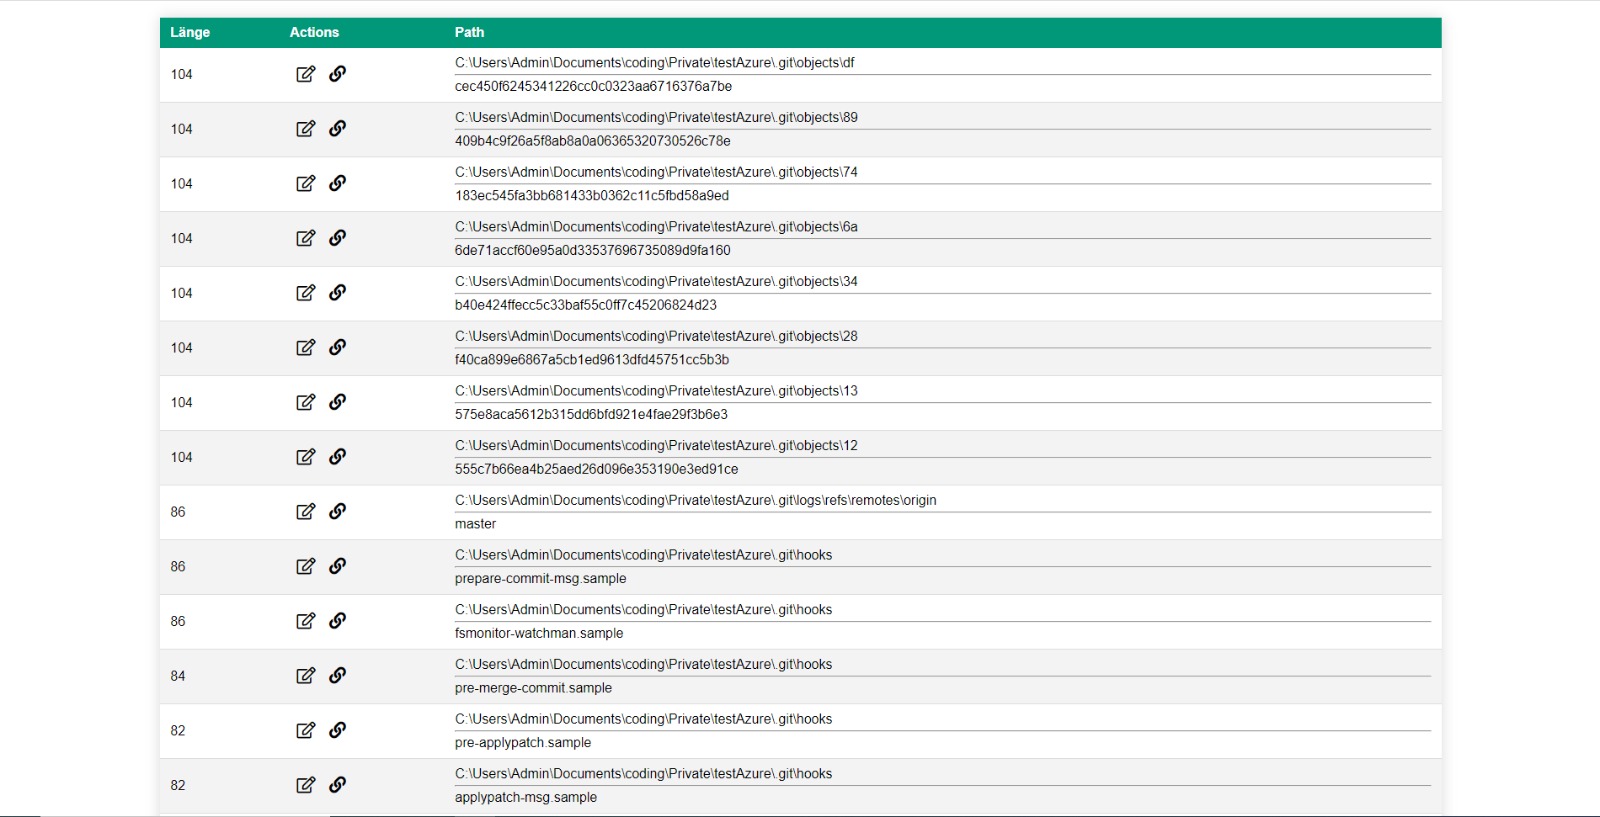 Länge Actions Path
C:\Users\Admin\Documents\coding\Private\testAzure\.git\objects\df
104
cec450f6245341226cc0c0323aa6716376a7be
C:\Users\Admin\Documents\coding\Private\testAzure\.git\objects\89
104
409b4c9f26a5f8ab8a0a06365320730526c78e
C:\Users\Admin\Documents\coding\Private\testAzure\.git\objects\74
104
183ec545fa3bb681433b0362c11c5fbd58a9ed
C:\Users\Admin\Documents\coding\Private\testAzure\.git\objects\6a
104
6de71accf60e95a0d33537696735089d9fa160
C:\Users\Admin\Documents\coding\Private\testAzure\.git\objects\34
104
b40e424ffecc5c33baf55c0ff7c45206824d23
C:\Users\Admin\Documents\coding\Private\testAzure\.git\objects\28
104
f40ca899e6867a5cb1ed9613dfd45751cc5b3b
C:\Users\Admin\Documents\coding\Private\testAzure\.git\objects\13
104
575e8aca5612b315dd6bfd921e4fae29f3b6e3
C:\Users\Admin\Documents\coding\Private\testAzure\.git\objects\12
104
555c7b66ea4b25aed26d096e353190e3ed91ce
C:\Users\Admin\Documents\coding\Private\testAzure\.git\logs\refs\remotes\origin
86
master
C:\Users\Admin\Documents\coding\Private\testAzure\.git\hooks
86
prepare-commit-msg.sample
C:\Users\Admin\Documents\coding\Private\testAzure\.git\hooks
86
fsmonitor-watchman.sample
C:\Users\Admin\Documents\coding\Private\testAzure\.git\hooks
84
pre-merge-commit.sample
C:\Users\Admin\Documents\coding\Private\testAzure\.git\hooks
82
pre-applypatch.sample
C:\Users\Admin\Documents\coding\Private\testAzure\.git\hooks
82
applypatch-msg.sample